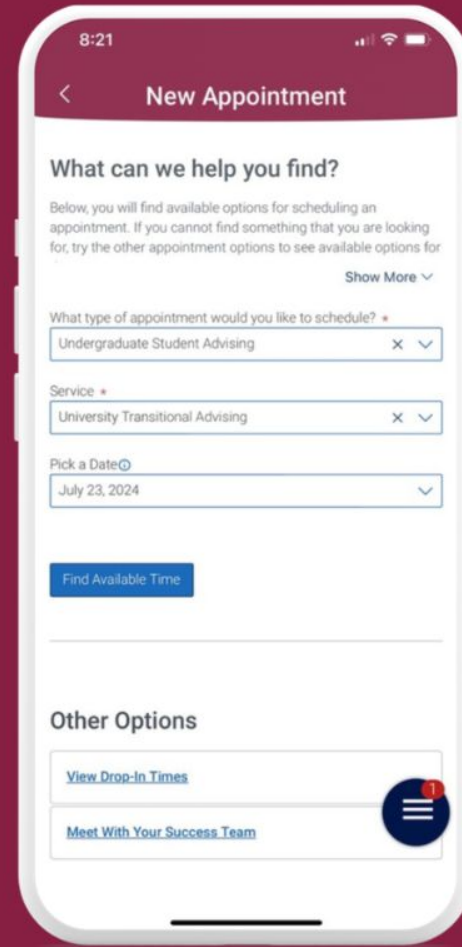 8:21
New Appointment
What can we help you find?
Below, you will find available options for scheduling an
appointment. If you cannot find something that you are looking
for, try the other appointment options to see available options for
Show More
What type of appointment would you like to schedule? *
Undergraduate Student Advising
Service *
University Transitional Advising
Pick a Date
July 23, 2024
Find Available Time
Other Options
View Drop-In Times
1
Meet With Your Success Team